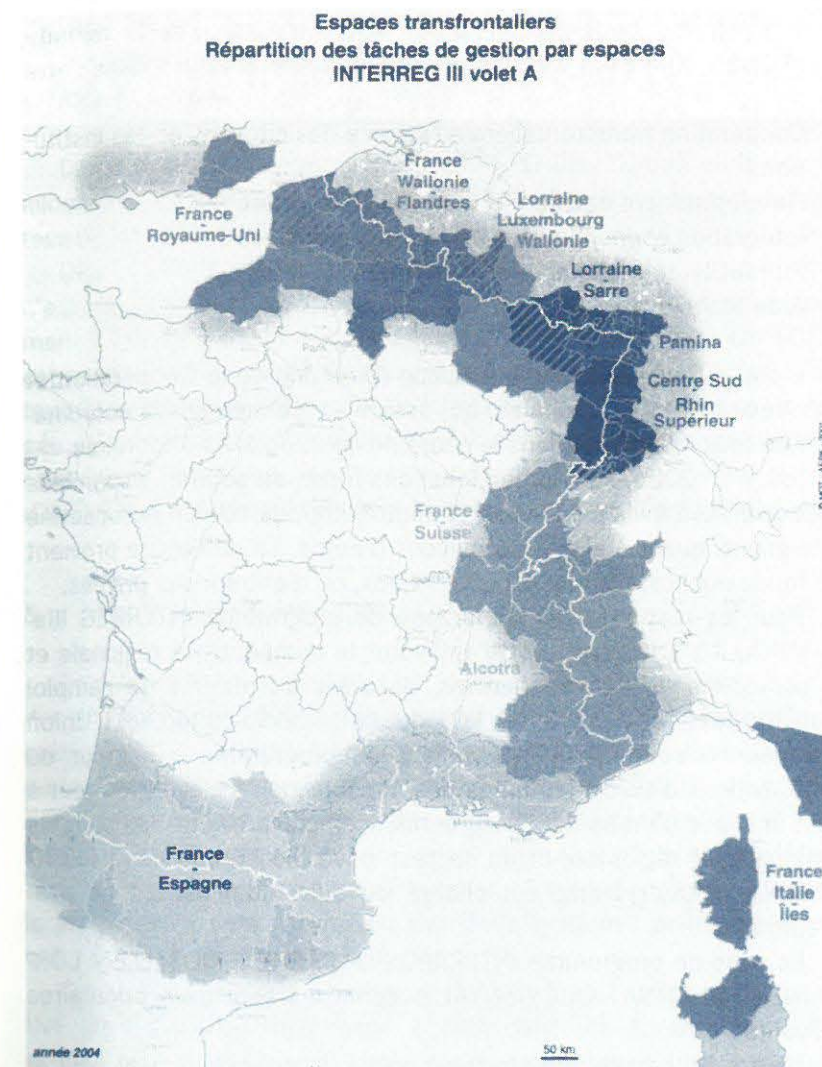 Espaces transfrontaliers
Répartition des tâches de gestion par espaces
INTERREG III volet A
France
Wallonie
Flandres
France
Royaume-Uni
Lorraine
Luxembourg
Wallonie
Lorraine
Sarre
Pamina
Centre Sud
Rhin
Supérieur
France
Suisse
Alcotra
France
Espagne
France
Italie
Îles
année 2004
50 km